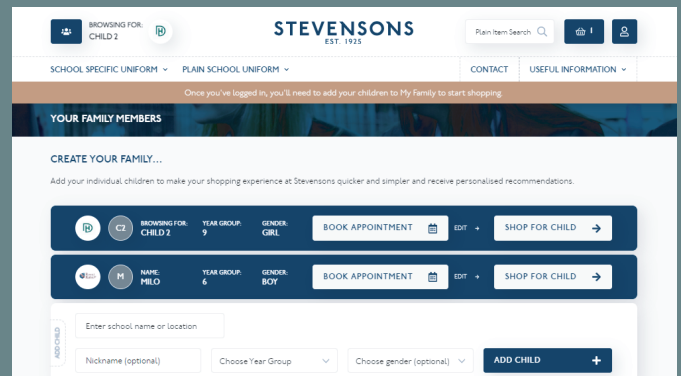 BROWSING FOR:
CHILD 2
STEVENSONS
EST. 1925
Plain Item Search
1
SCHOOL SPECIFIC UNIFORM
PLAIN SCHOOL UNIFORM
CONTACT
USEFUL INFORMATION
Once you've logged in, you'll need to add your children to My Family to start shopping.
YOUR FAMILY MEMBERS
CREATE YOUR FAMILY...
Add your individual children to make your shopping experience at Stevensons quicker and simpler and receive personalised recommendations.
C2
BROWSING FOR:
CHILD 2
YEAR GROUP:
9
GENDER:
GIRL
BOOK APPOINTMENT
EDIT
SHOP FOR CHILD
M
NAME:
MILO
YEAR GROUP:
6
GENDER:
BOY
BOOK APPOINTMENT
EDIT
SHOP FOR CHILD
ADD CHILD
Enter school name or location
Nickname (optional)
Choose Year Group
Choose gender (optional)
ADD CHILD +